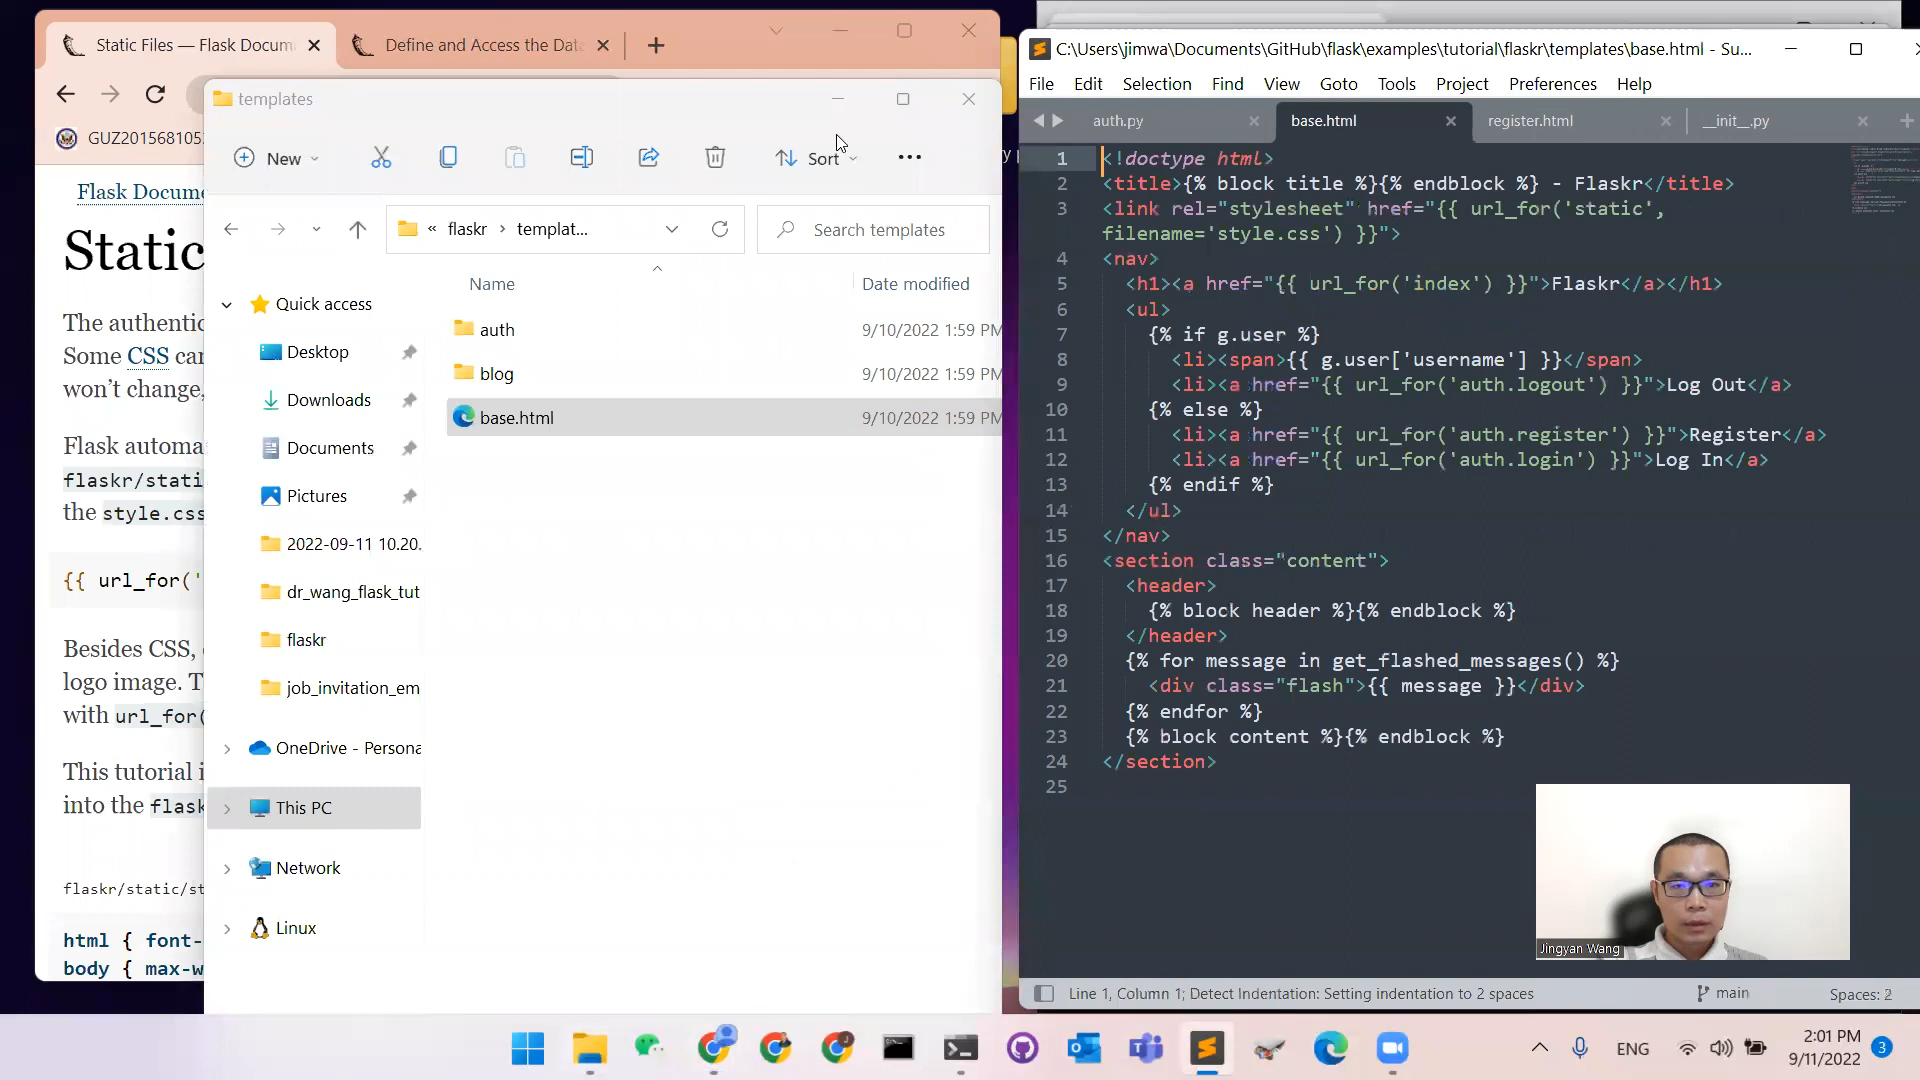 Static Files — Flask Docum
Define and Access the Dat
GUZ201568105
Flask Docume
Static
The authentic
Some CSS car
won’t change,
Flask automa
flaskr/stati
the style.css
{{ url_for('
Besides CSS,
logo image. T
with url_for(
This tutorial i
into the flask
flaskr/static/st
html { font-
body { max-w
templates
New
Sort
« flaskr › templat...
Search templates
Name
Date modified
Quick access
Desktop
Downloads
Documents
Pictures
2022-09-11 10.20.
dr_wang_flask_tut
flaskr
job_invitation_em
OneDrive - Persona
This PC
Network
Linux
auth 9/10/2022 1:59 PM
blog 9/10/2022 1:59 PM
base.html 9/10/2022 1:59 PM
C:\Users\jimwa\Documents\GitHub\flask\examples\tutorial\flaskr\templates\base.html - Su...
File Edit Selection Find View Goto Tools Project Preferences Help
auth.py base.html register.html __init__.py
1 <!doctype html>
2 <title>{% block title %}{% endblock %} - Flaskr</title>
3 <link rel="stylesheet" href="{{ url_for('static',
filename='style.css') }}">
4 <nav>
5 <h1><a href="{{ url_for('index') }}">Flaskr</a></h1>
6 <ul>
7 {% if g.user %}
8 <li><span>{{ g.user['username'] }}</span>
9 <li><a href="{{ url_for('auth.logout') }}">Log Out</a>
10 {% else %}
11 <li><a href="{{ url_for('auth.register') }}">Register</a>
12 <li><a href="{{ url_for('auth.login') }}">Log In</a>
13 {% endif %}
14 </ul>
15 </nav>
16 <section class="content">
17 <header>
18 {% block header %}{% endblock %}
19 </header>
20 {% for message in get_flashed_messages() %}
21 <div class="flash">{{ message }}</div>
22 {% endfor %}
23 {% block content %}{% endblock %}
24 </section>
25
Jingyan Wang
Line 1, Column 1; Detect Indentation: Setting indentation to 2 spaces
main
Spaces: 2
ENG
2:01 PM
9/11/2022
3